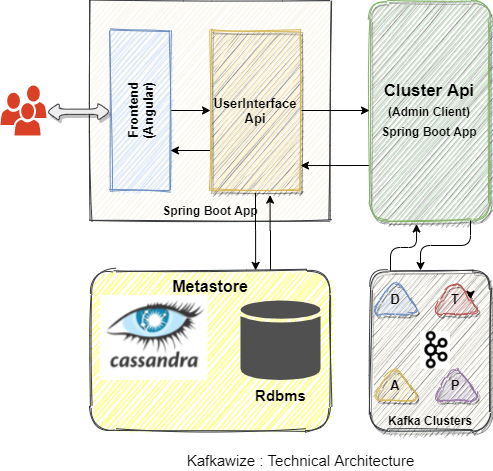 Frontend
(Angular)
UserInterface
Api
Spring Boot App
Cluster Api
(Admin Client)
Spring Boot App
Metastore
cassandra
Rdbms
D
T
A
P
Kafka Clusters
Kafkawize : Technical Architecture